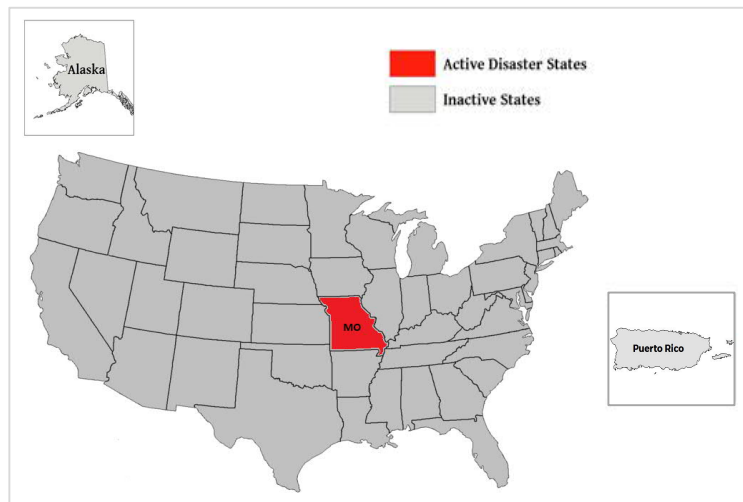 Alaska
Active Disaster States
Inactive States
MO
Puerto Rico